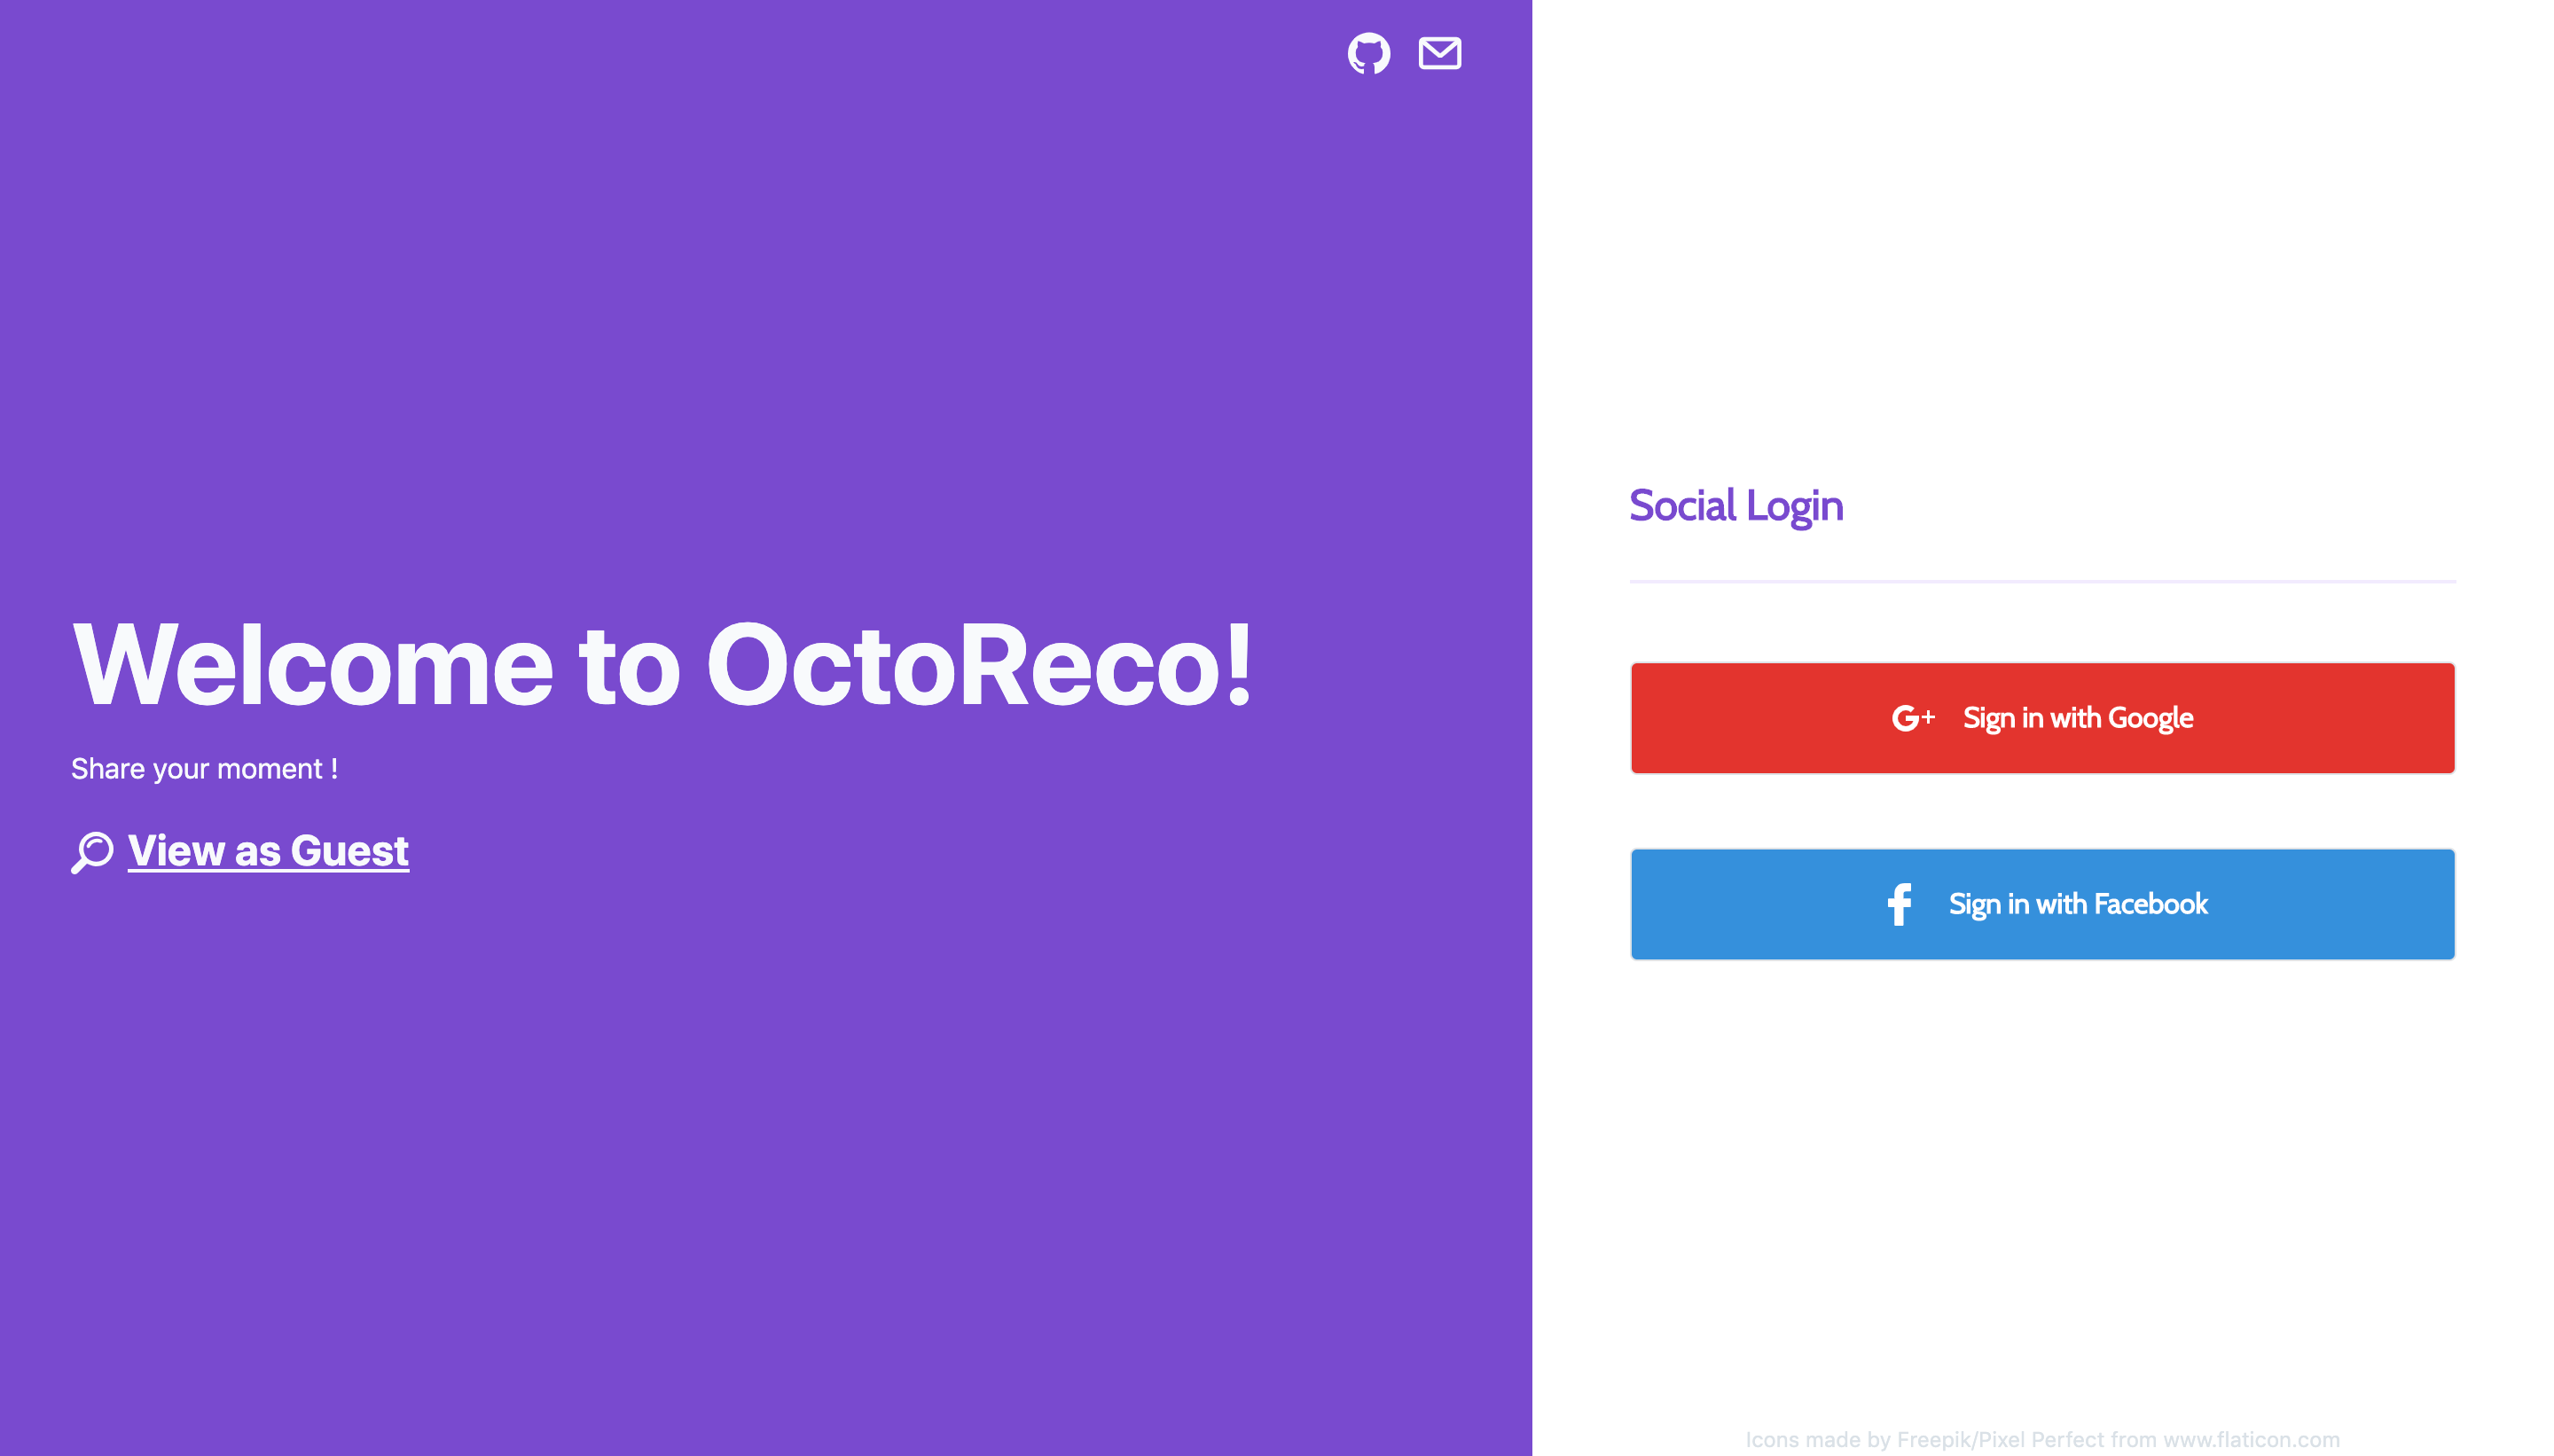 Welcome to OctoReco!
Share your moment !
View as Guest
Social Login
G+ Sign in with Google
f Sign in with Facebook
Icons made by Freepik/Pixel Perfect from www.flaticon.com